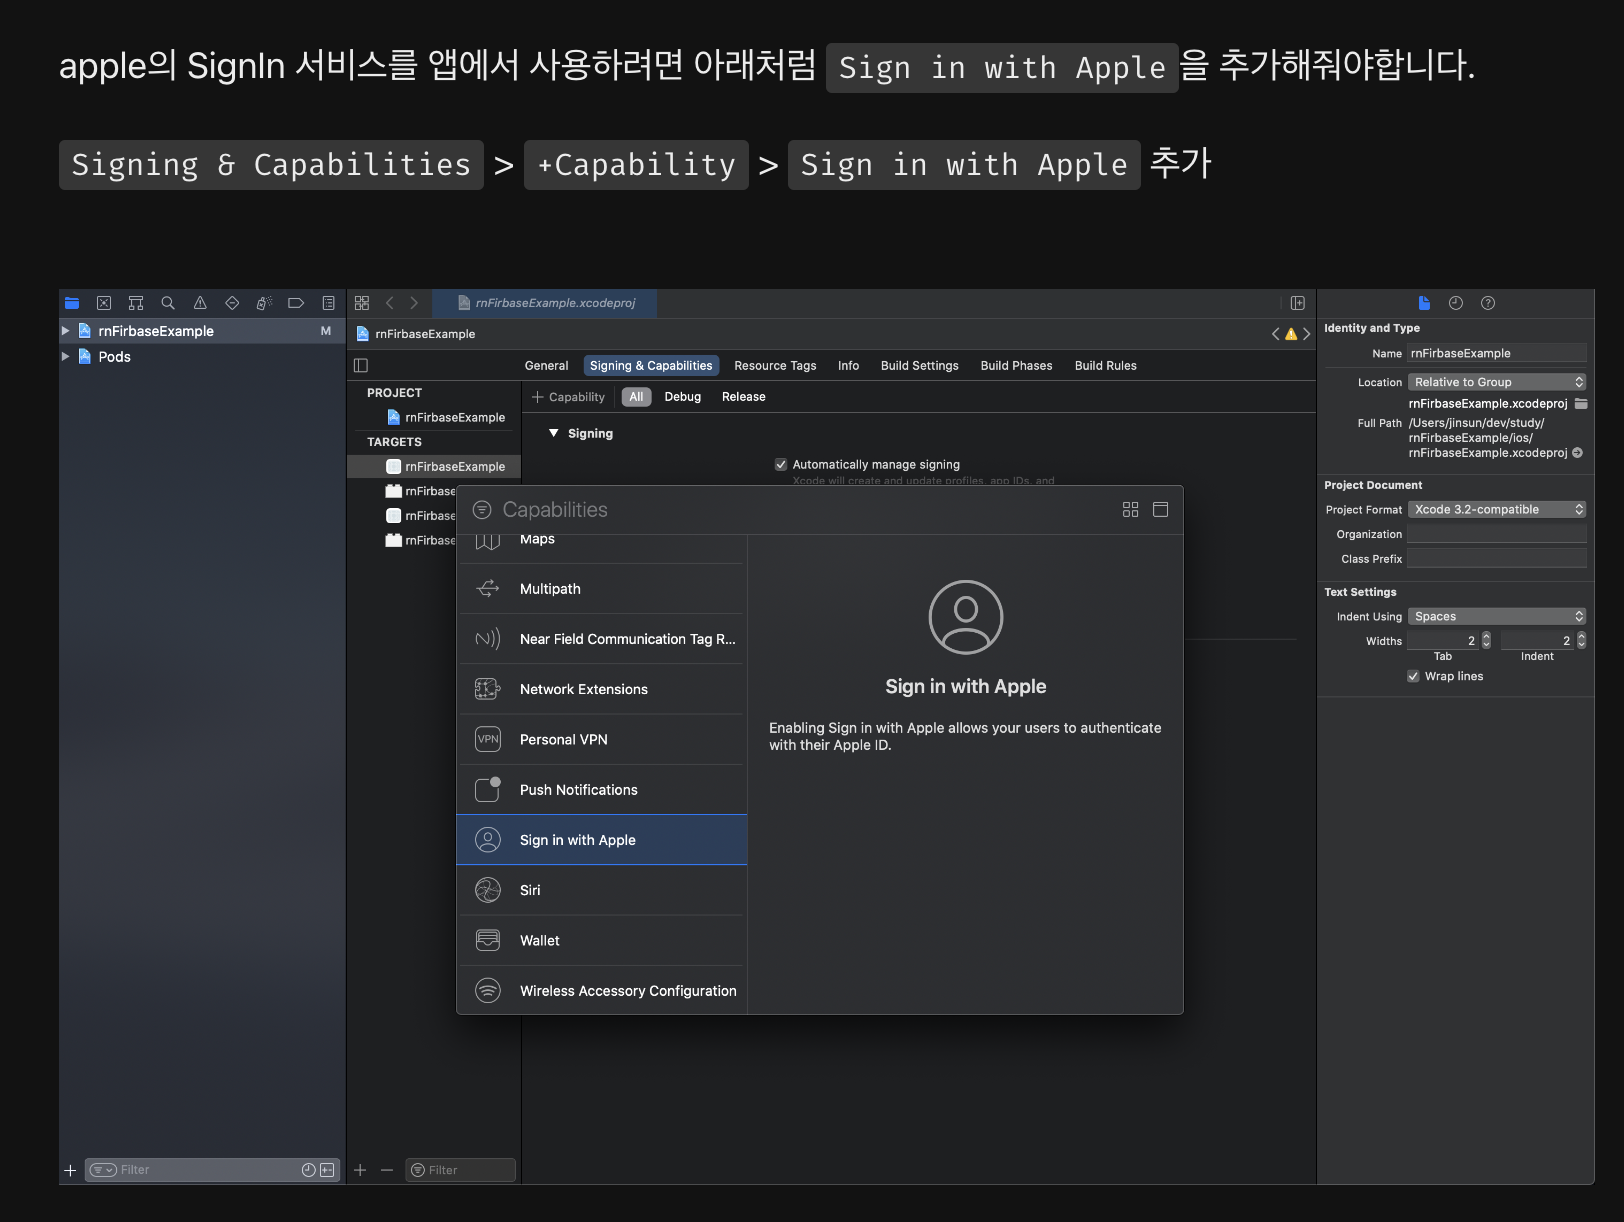 apple의 SignIn 서비스를 앱에서 사용하려면 아래처럼 Sign in with Apple을 추가해줘야합니다.
Signing & Capabilities > +Capability > Sign in with Apple 추가
rnFirbaseExample.xcodeproj
rnFirbaseExample M
Pods
rnFirbaseExample
General Signing & Capabilities Resource Tags Info Build Settings Build Phases Build Rules
PROJECT
rnFirbaseExample
TARGETS
rnFirbaseExample
rnFirbase
rnFirbase
rnFirbase
+ Capability All Debug Release
Signing
Automatically manage signing
Xcode will create and update profiles, app IDs, and
Capabilities
Maps
Multipath
Near Field Communication Tag R...
Network Extensions
VPN Personal VPN
Push Notifications
Sign in with Apple
Siri
Wallet
Wireless Accessory Configuration
Sign in with Apple
Enabling Sign in with Apple allows your users to authenticate
with their Apple ID.
Identity and Type
Name rnFirbaseExample
Location Relative to Group
rnFirbaseExample.xcodeproj
Full Path /Users/jinsun/dev/study/
rnFirbaseExample/ios/
rnFirbaseExample.xcodeproj
Project Document
Project Format Xcode 3.2-compatible
Organization
Class Prefix
Text Settings
Indent Using Spaces
Widths 2 2
Tab Indent
Wrap lines
Filter
Filter